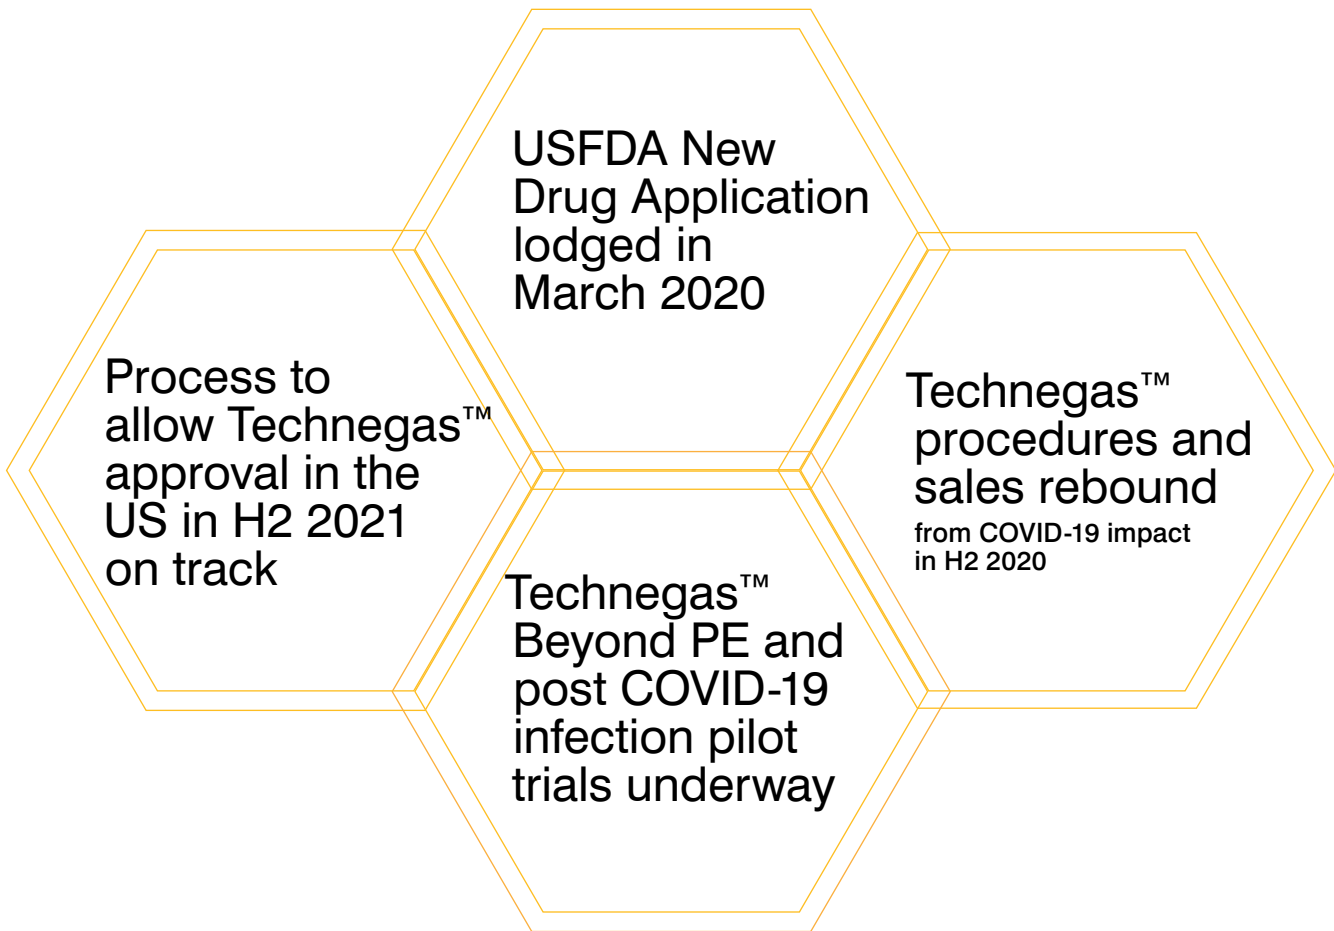 USFDA New
Drug Application
lodged in
March 2020
Process to
allow Technegas™
approval in the
US in H2 2021
on track
Technegas™
procedures and
sales rebound
from COVID-19 impact
in H2 2020
Technegas™
Beyond PE and
post COVID-19
infection pilot
trials underway